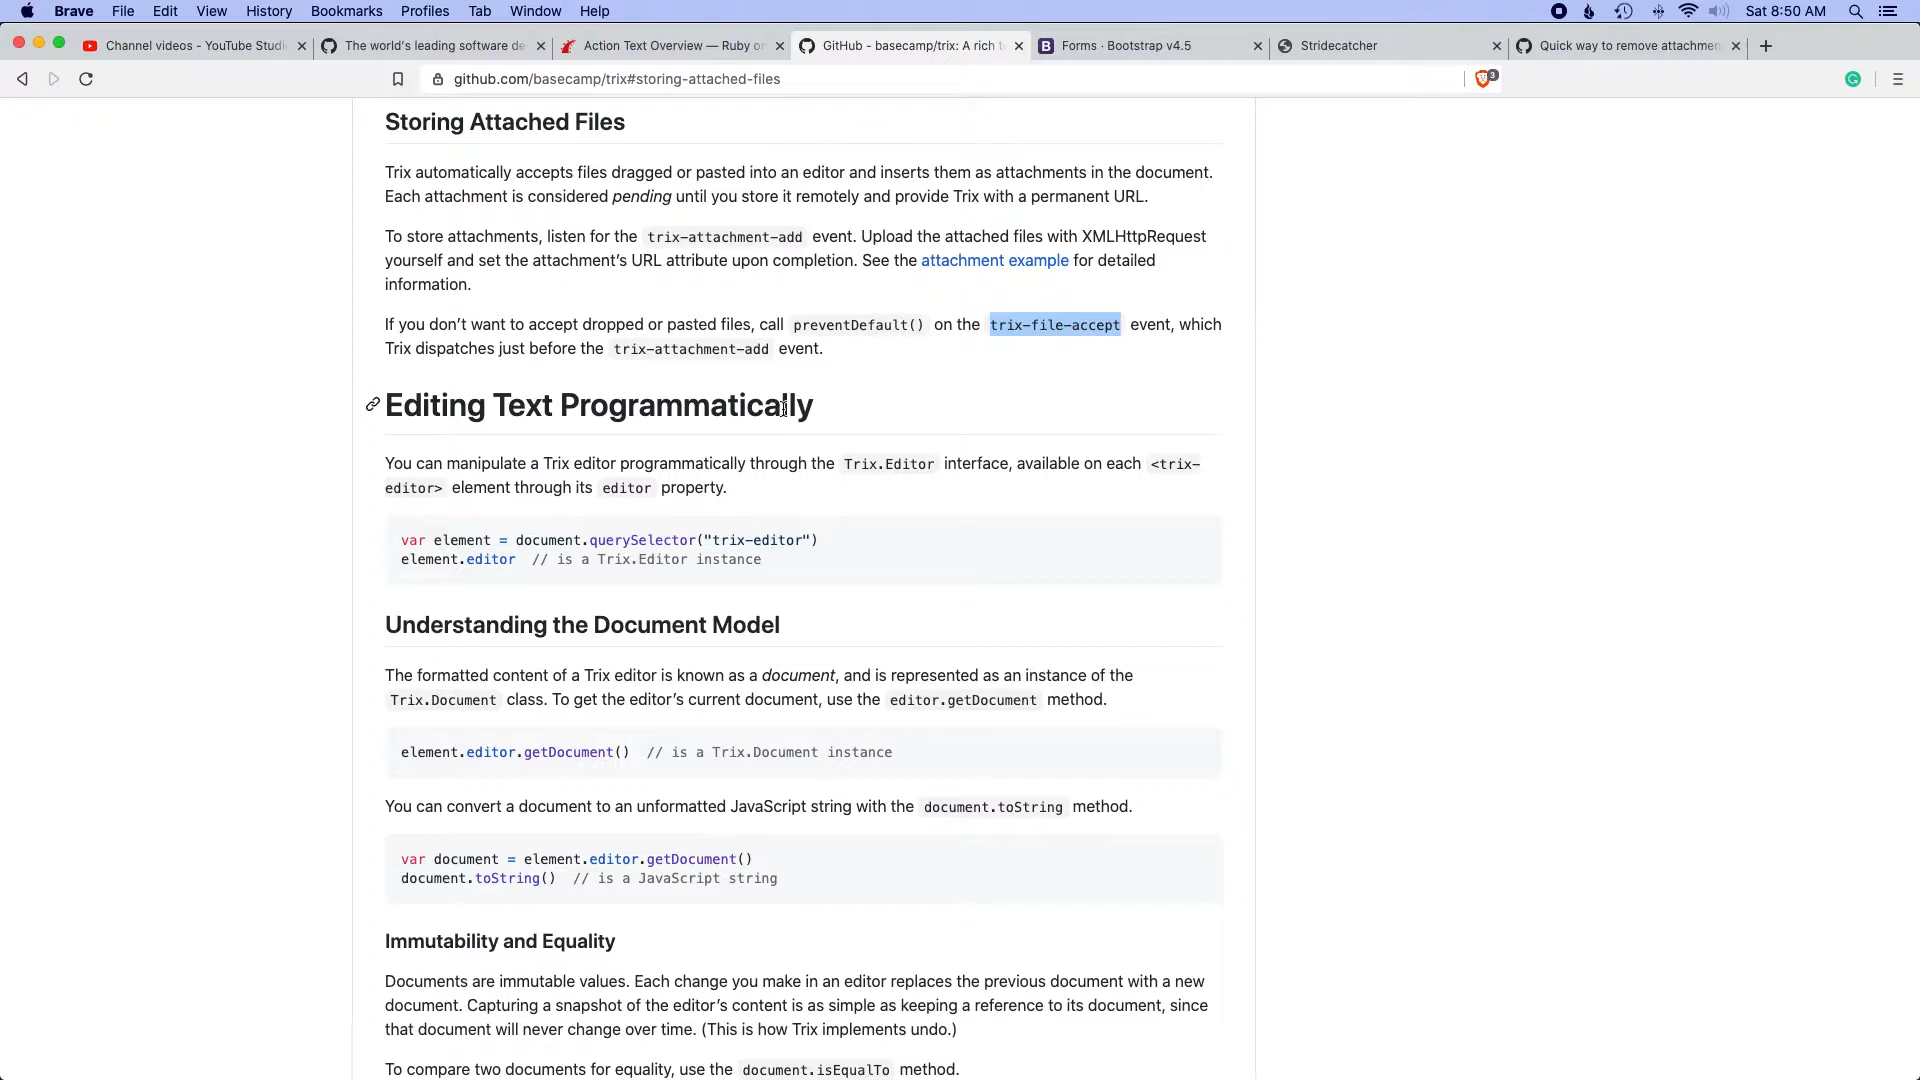 Brave File Edit View History Bookmarks Profiles Tab Window Help Sat 8:50 AM
Channel videos - YouTube Studi The world's leading software de Action Text Overview — Ruby on GitHub - basecamp/trix: A rich t Forms · Bootstrap v4.5 Stridecatcher Quick way to remove attachmen
github.com/basecamp/trix#storing-attached-files 3
Storing Attached Files
Trix automatically accepts files dragged or pasted into an editor and inserts them as attachments in the document.
Each attachment is considered pending until you store it remotely and provide Trix with a permanent URL.
To store attachments, listen for the trix-attachment-add event. Upload the attached files with XMLHttpRequest
yourself and set the attachment's URL attribute upon completion. See the attachment example for detailed
information.
If you don't want to accept dropped or pasted files, call preventDefault() on the trix-file-accept event, which
Trix dispatches just before the trix-attachment-add event.
Editing Text Programmatically
You can manipulate a Trix editor programmatically through the Trix.Editor interface, available on each <trix-
editor> element through its editor property.
var element = document.querySelector("trix-editor")
element.editor // is a Trix.Editor instance
Understanding the Document Model
The formatted content of a Trix editor is known as a document, and is represented as an instance of the
Trix.Document class. To get the editor's current document, use the editor.getDocument method.
element.editor.getDocument() // is a Trix.Document instance
You can convert a document to an unformatted JavaScript string with the document.toString method.
var document = element.editor.getDocument()
document.toString() // is a JavaScript string
Immutability and Equality
Documents are immutable values. Each change you make in an editor replaces the previous document with a new
document. Capturing a snapshot of the editor's content is as simple as keeping a reference to its document, since
that document will never change over time. (This is how Trix implements undo.)
To compare two documents for equality, use the document.isEqualTo method.